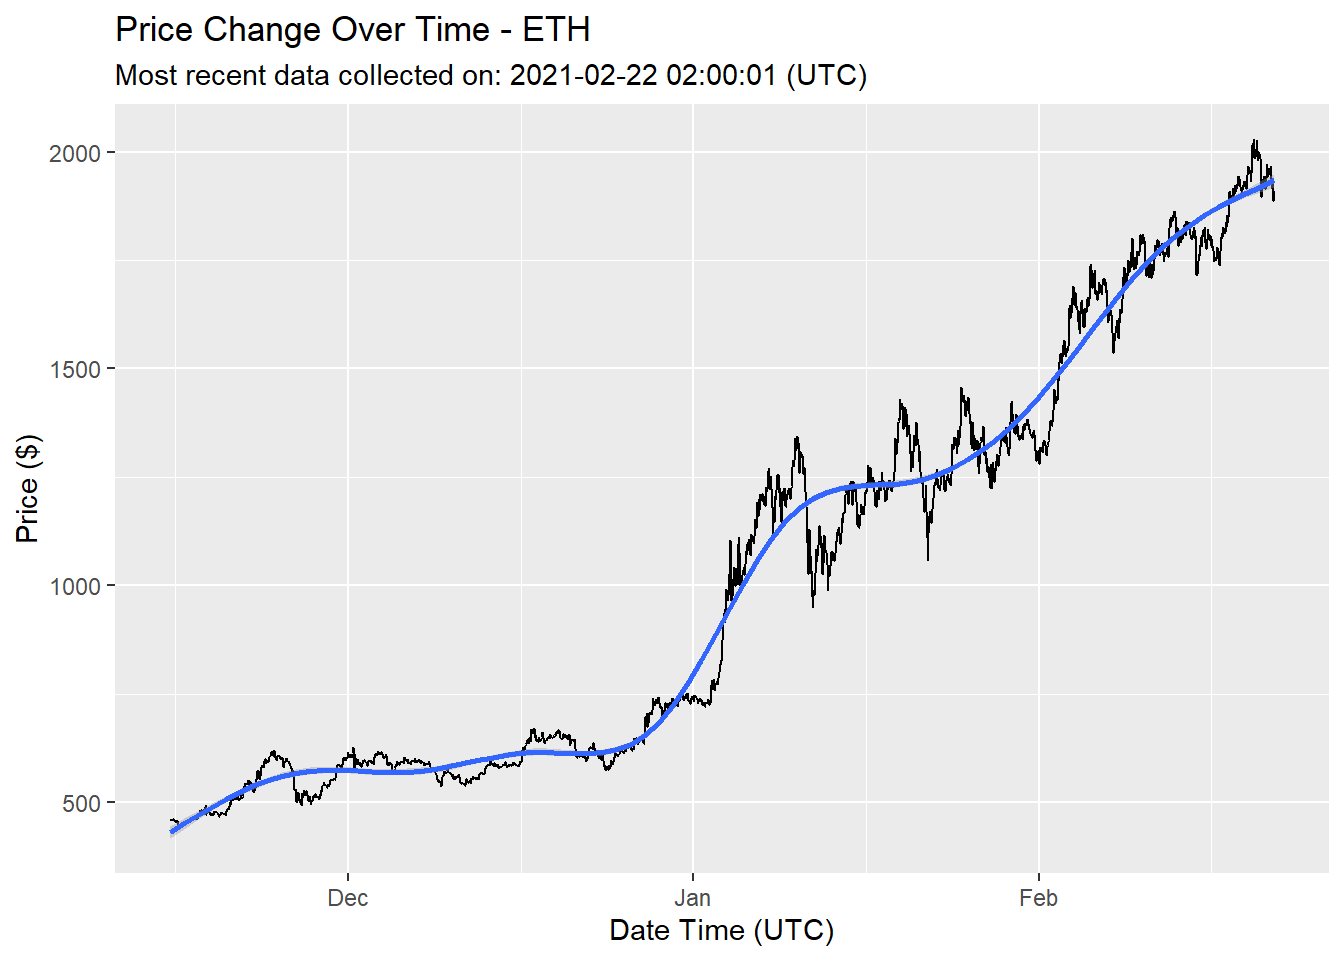 Price Change Over Time - ETH
Most recent data collected on: 2021-02-22 02:00:01 (UTC)
2000
1500
1000
500
Price ($)
Dec Jan Feb
Date Time (UTC)